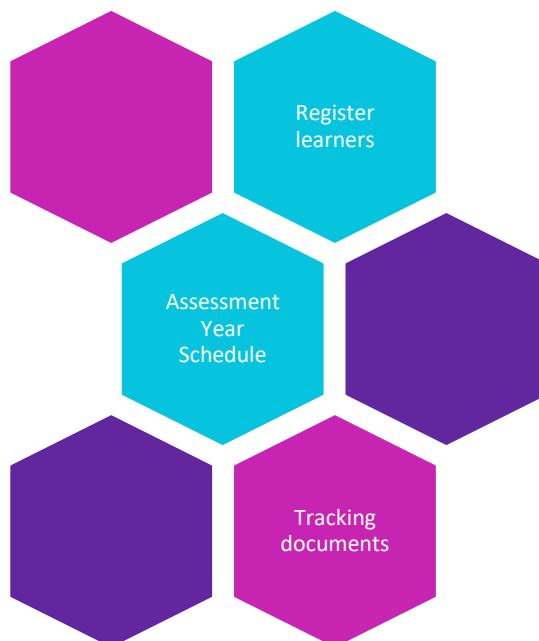 Register
learners
Assessment
Year
Schedule
Tracking
documents